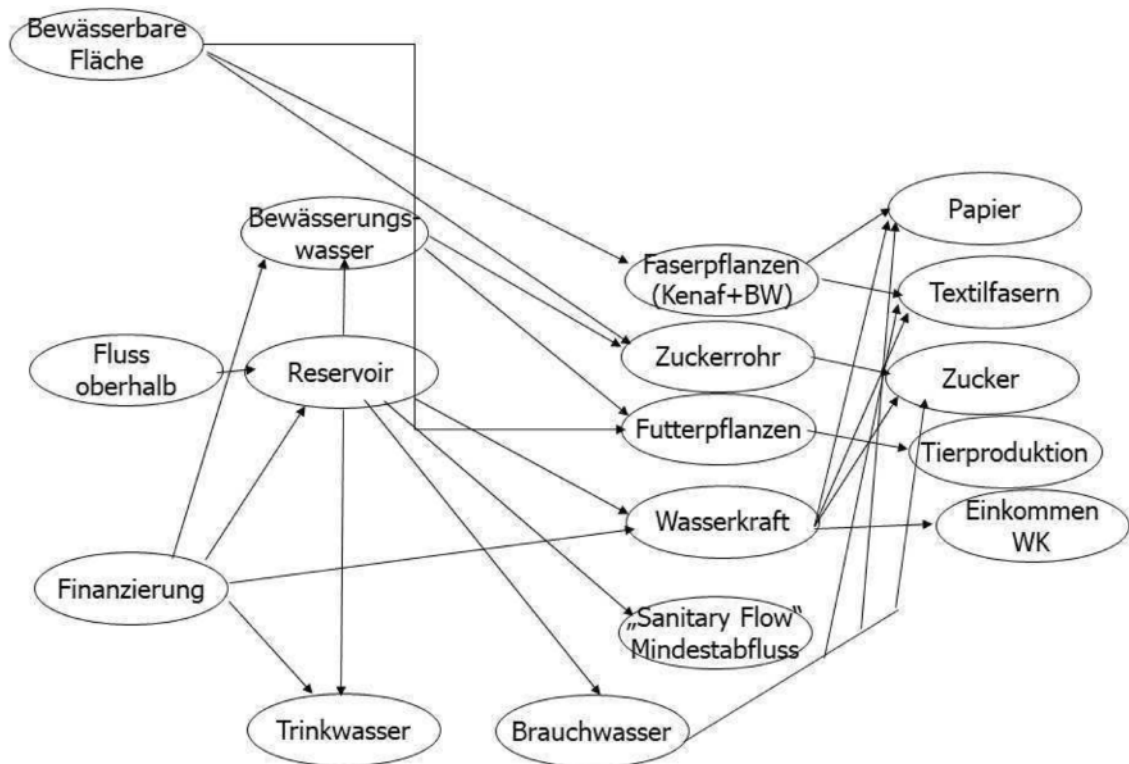 Bewässerbare
Fläche
Bewässerungs-
wasser
Papier
Faserpflanzen
(Kenaf+BW)
Textilfasern
Fluss
oberhalb
Reservoir
Zuckerrohr
Zucker
Futterpflanzen
Tierproduktion
Wasserkraft
Einkommen
WK
Finanzierung
„Sanitary Flow“
Mindestabfluss
Trinkwasser
Brauchwasser